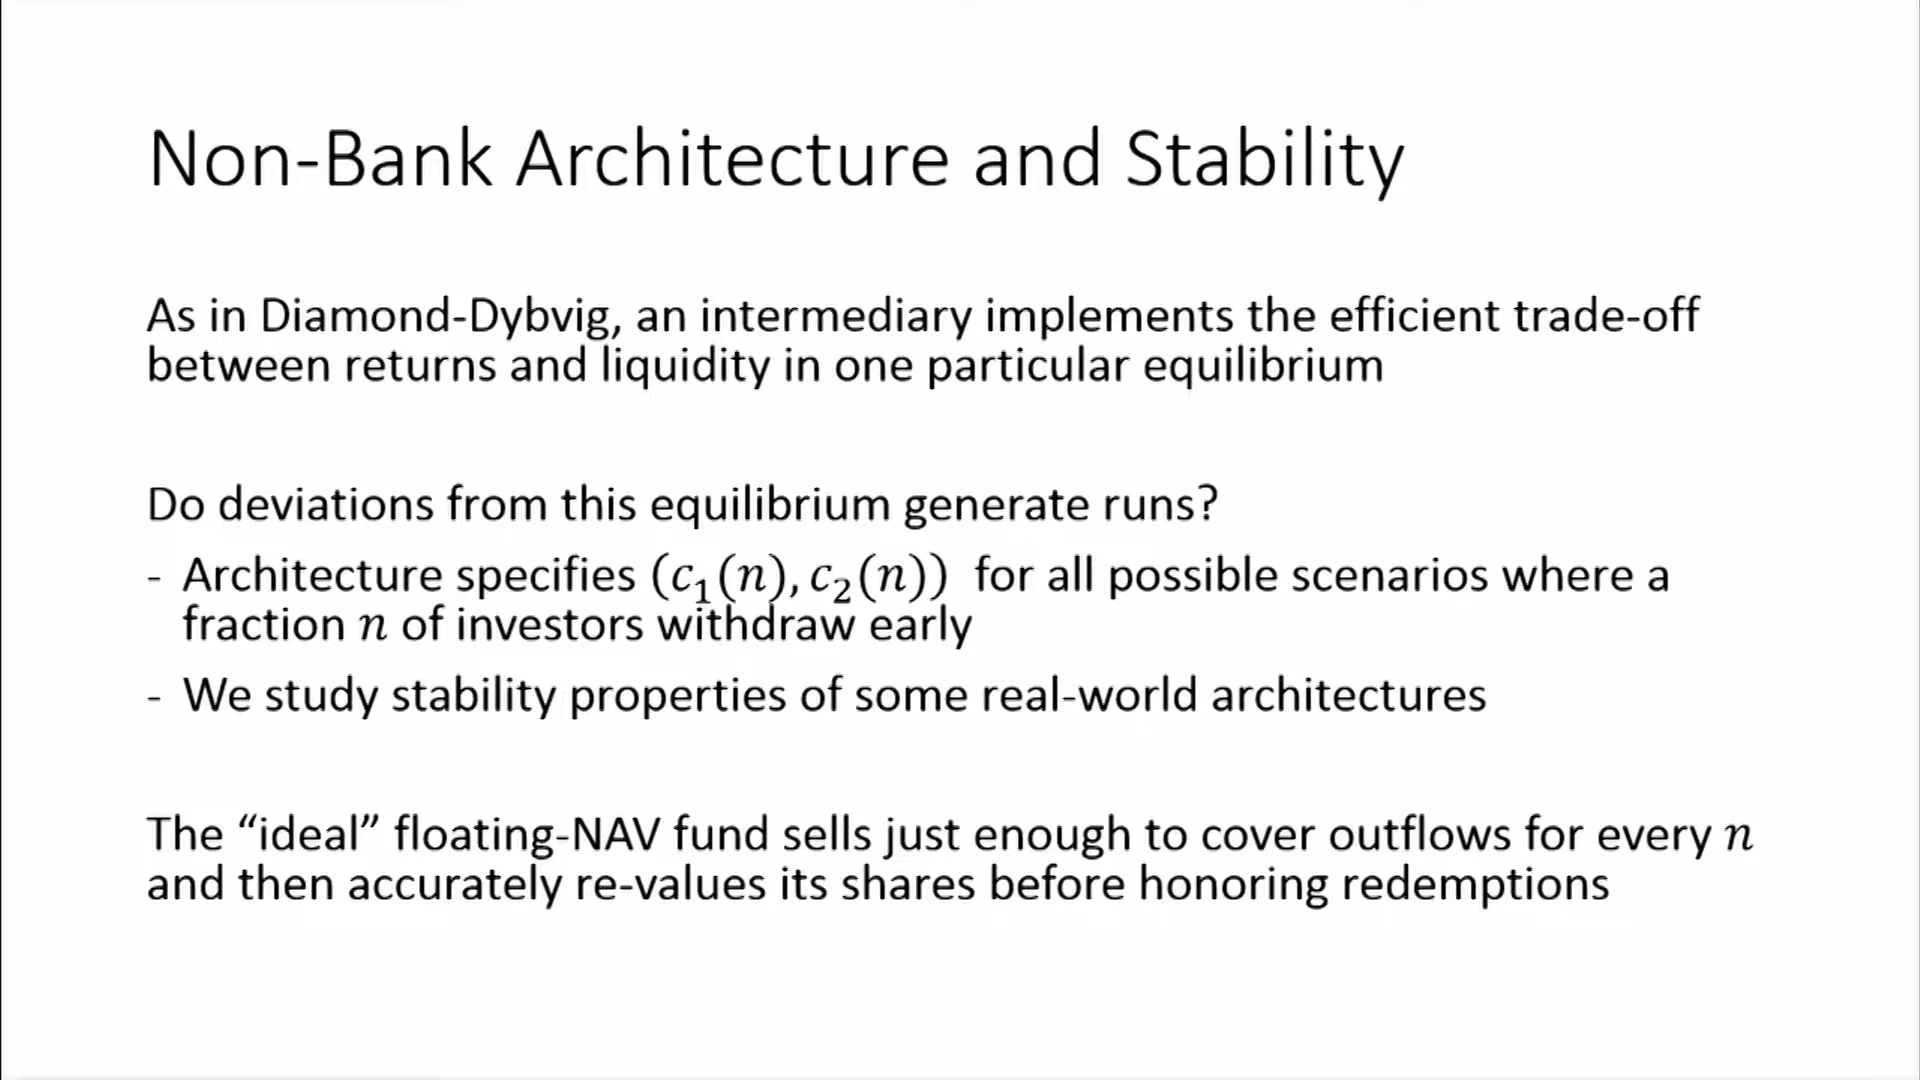 Non-Bank Architecture and Stability
As in Diamond-Dybvig, an intermediary implements the efficient trade-off
between returns and liquidity in one particular equilibrium
Do deviations from this equilibrium generate runs?
- Architecture specifies (𝑐₁(𝑛), 𝑐₂(𝑛)) for all possible scenarios where a
fraction 𝑛 of investors withdraw early
- We study stability properties of some real-world architectures
The “ideal” floating-NAV fund sells just enough to cover outflows for every 𝑛
and then accurately re-values its shares before honoring redemptions